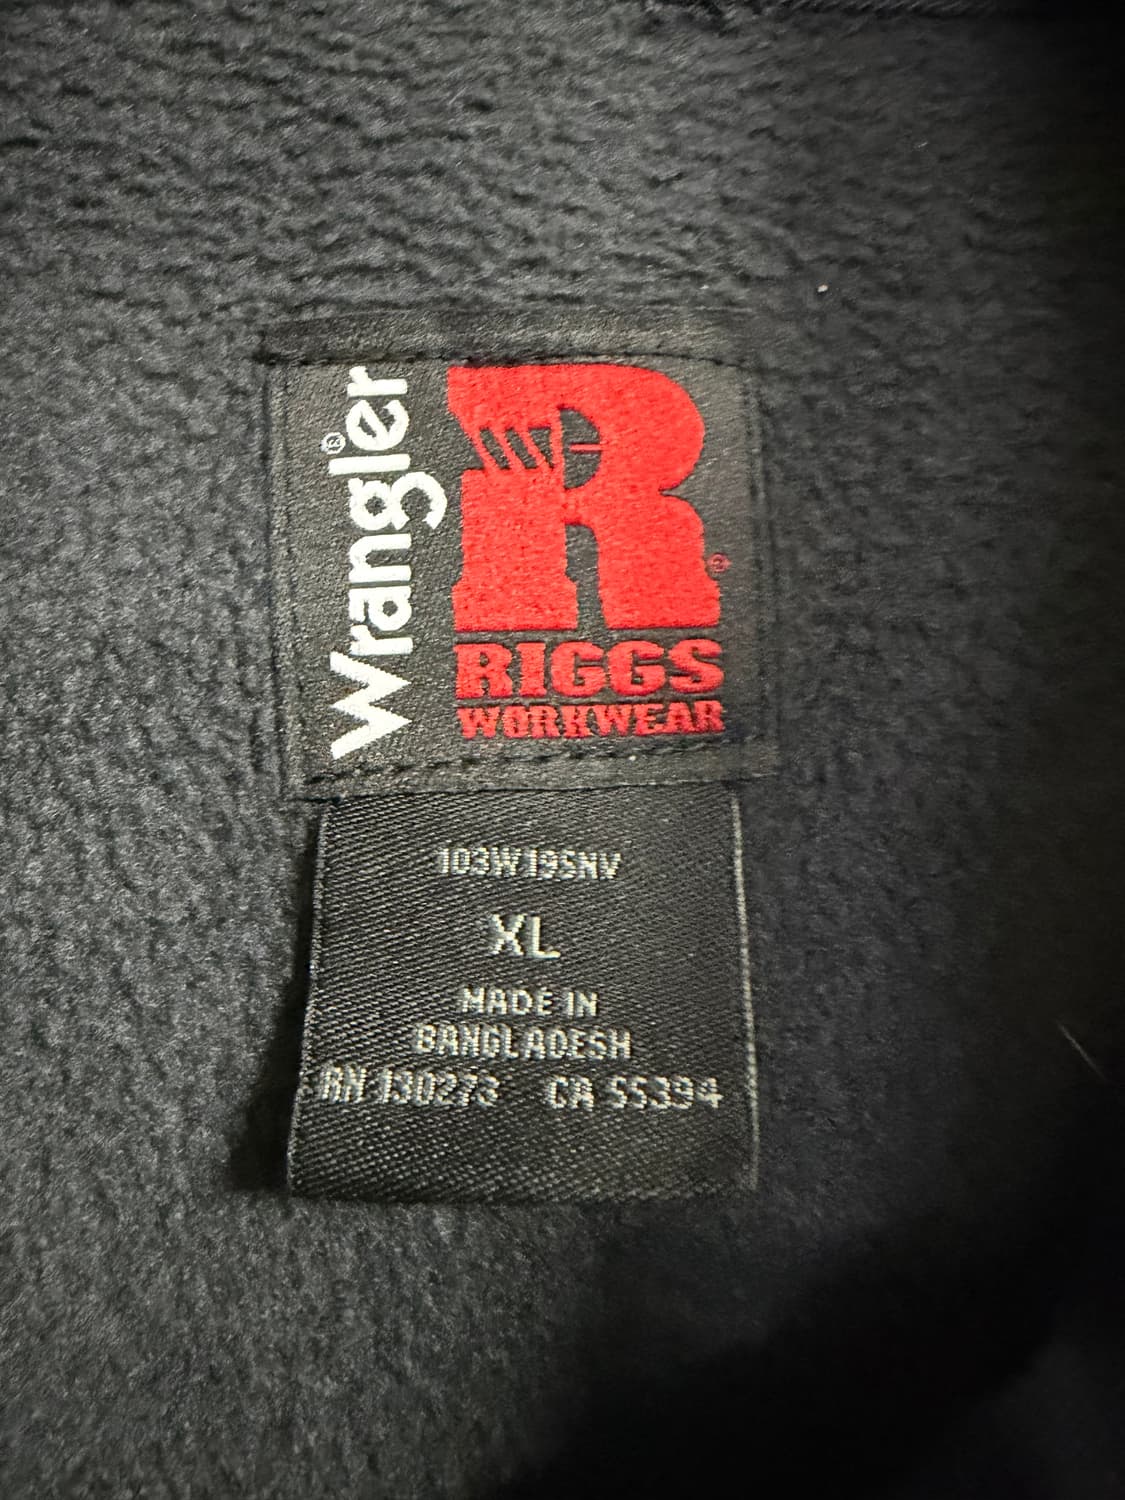 Wrangler®
R®
RIGGS
WORKWEAR
103W19SNV
XL
MADE IN
BANGLADESH
RN 130273 CA 55394